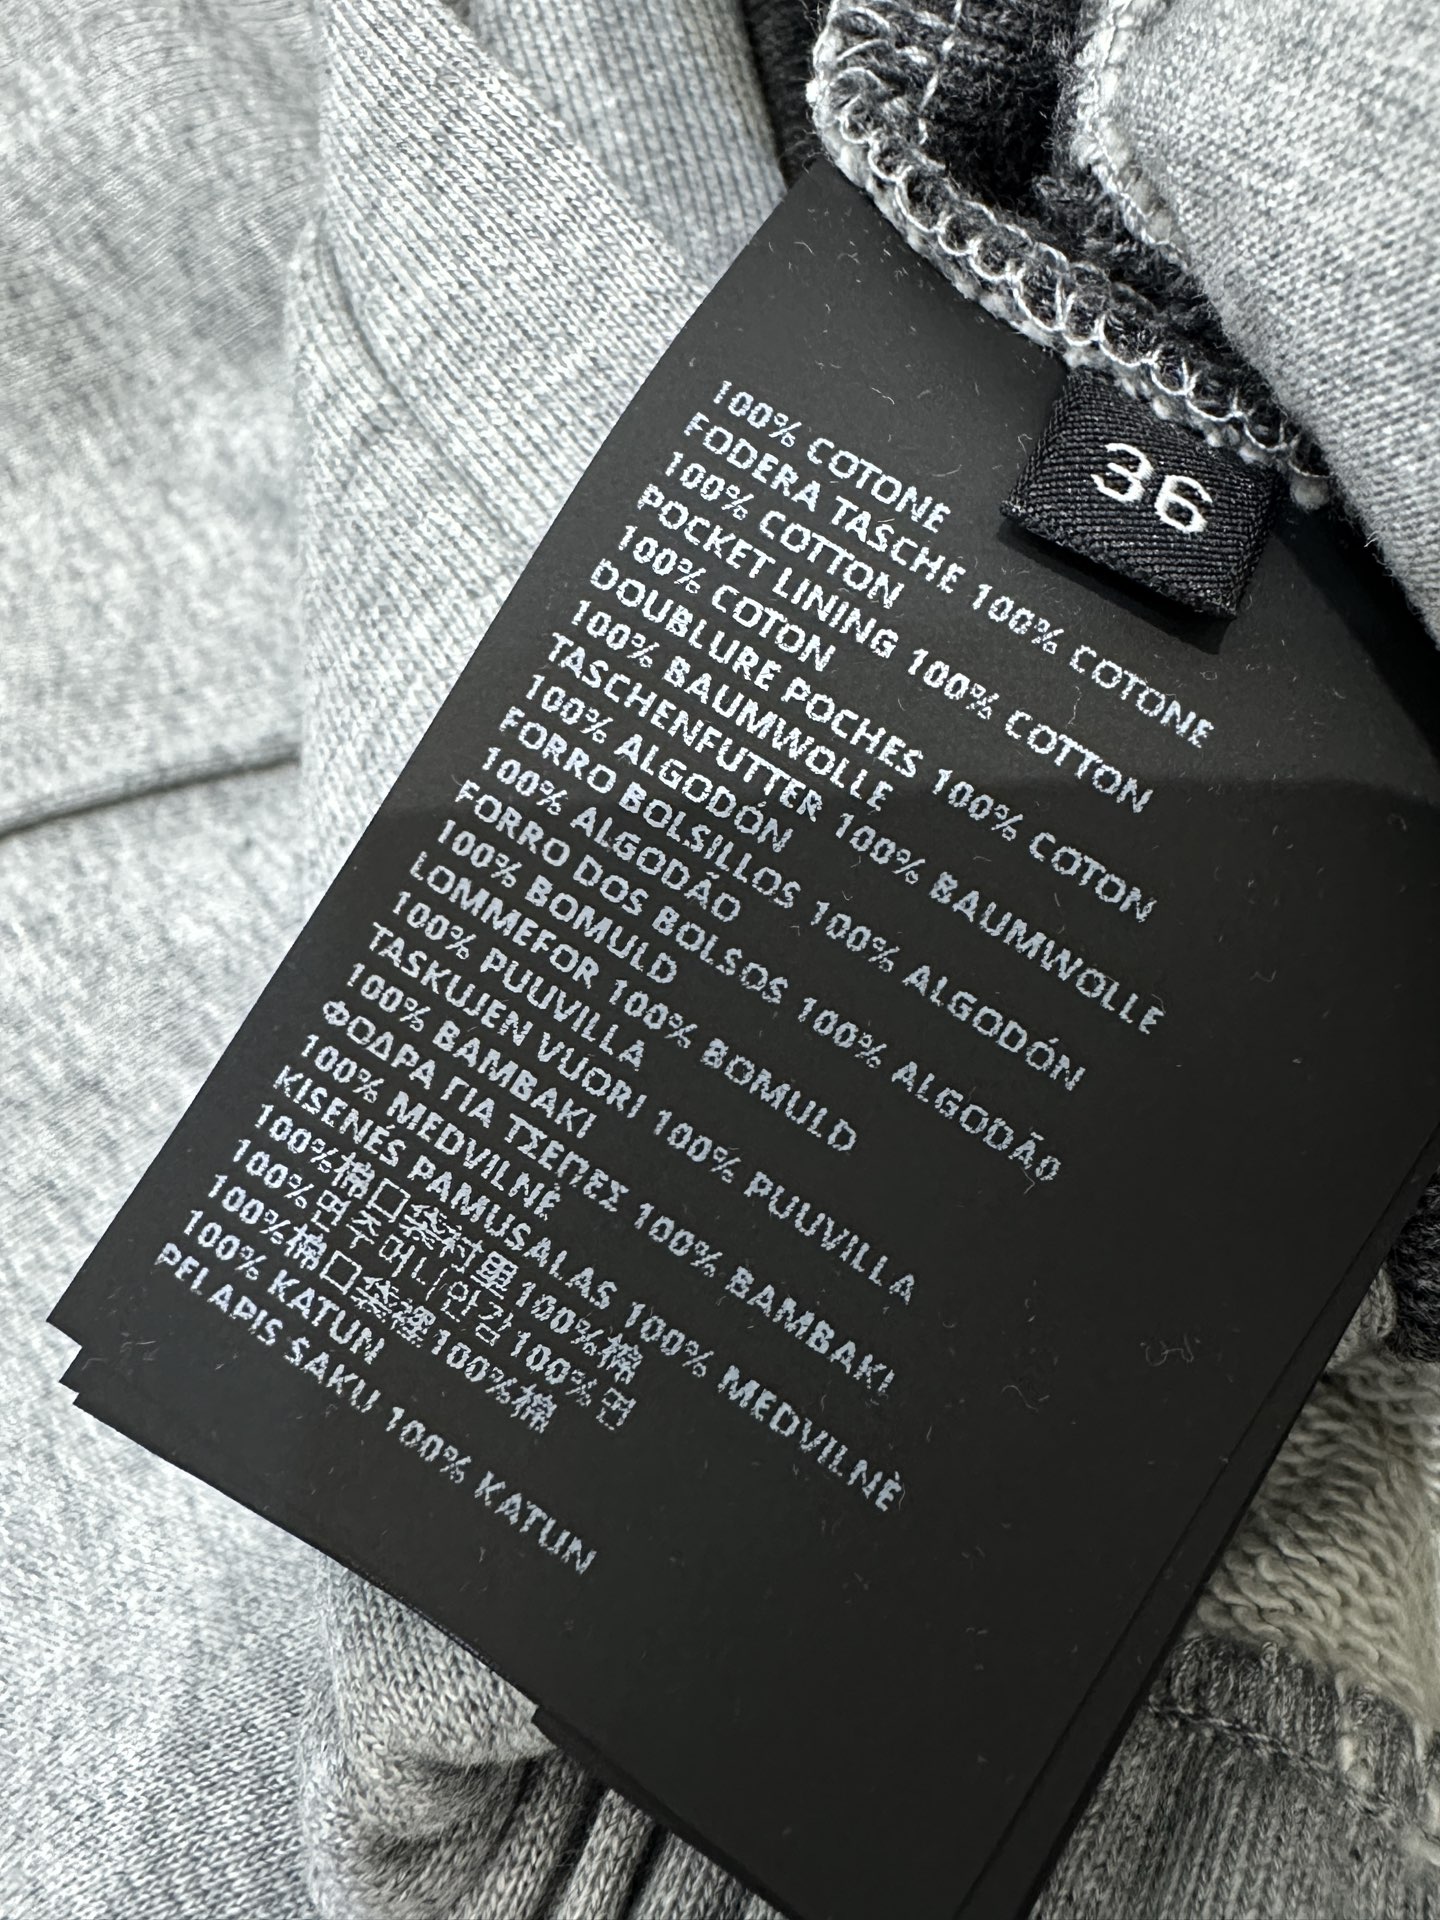 36
100% COTONE
FODERA TASCHE 100% COTONE
100% COTTON
POCKET LINING 100% COTTON
100% COTON
DOUBLURE POCHES 100% COTON
100% BAUMWOLLE
TASCHENFUTTER 100% BAUMWOLLE
100% ALGODÓN
FORRO BOLSILLOS 100% ALGODÓN
100% ALGODÃO
FORRO DOS BOLSOS 100% ALGODÃO
100% BOMULD
LOMMEFOR 100% BOMULD
100% PUUVILLA
TASKUJEN VUORI 100% PUUVILLA
100% ΒΑΜΒΑΚΙ
ΦΟΔΡΑ ΓΙΑ ΤΣΕΠΕΣ 100% ΒΑΜΒΑΚΙ
100% MEDVILNĖ
KIŠENĖS PAMUŠALAS 100% MEDVILNĖ
100%棉口袋衬里100%棉
100%면주머니안감100%면
100%棉口袋裡100%棉
100% KATUN
PELAPIS SAKU 100% KATUN